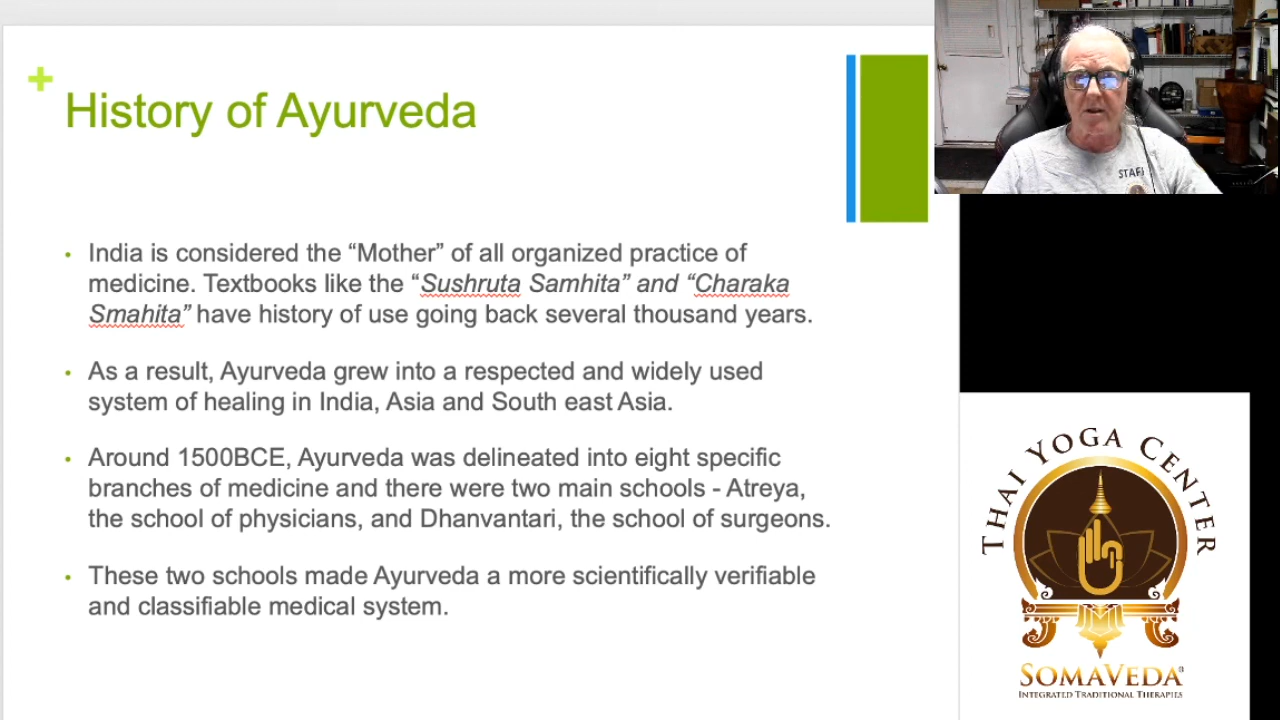 +
History of Ayurveda
• India is considered the “Mother” of all organized practice of
medicine. Textbooks like the “Sushruta Samhita” and “Charaka
Smahita” have history of use going back several thousand years.
• As a result, Ayurveda grew into a respected and widely used
system of healing in India, Asia and South east Asia.
• Around 1500BCE, Ayurveda was delineated into eight specific
branches of medicine and there were two main schools - Atreya,
the school of physicians, and Dhanvantari, the school of surgeons.
• These two schools made Ayurveda a more scientifically verifiable
and classifiable medical system.
STAFF
THAI YOGA CENTER
SOMAVEDA®
INTEGRATED TRADITIONAL THERAPIES